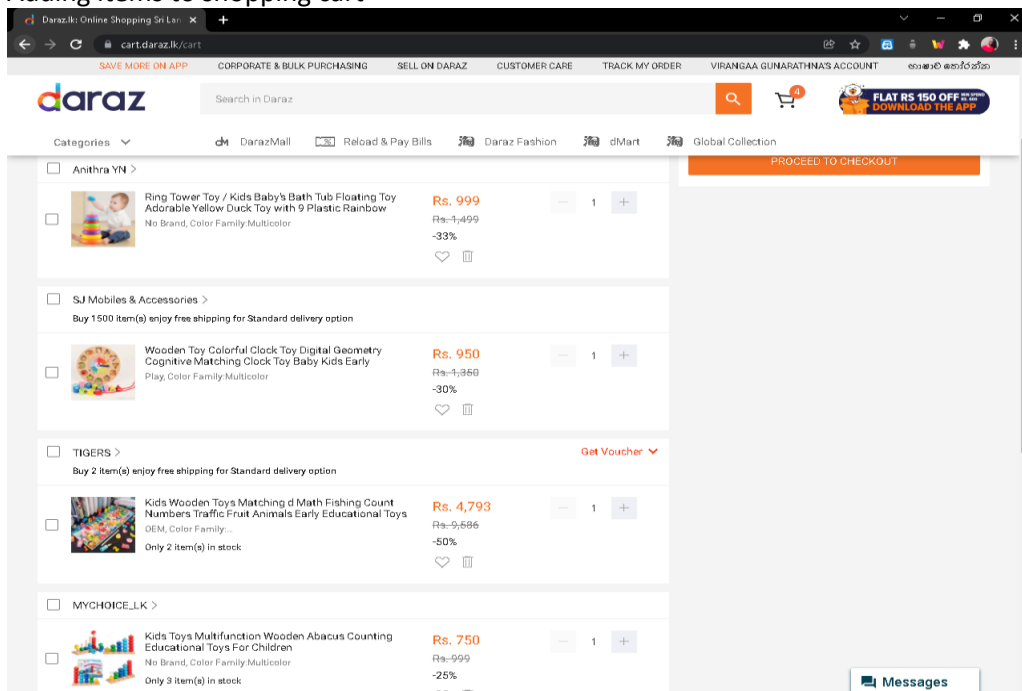 Adding items to shopping cart
Daraz.lk: Online Shopping Sri Lan
cart.daraz.lk/cart
SAVE MORE ON APP CORPORATE & BULK PURCHASING SELL ON DARAZ CUSTOMER CARE TRACK MY ORDER VIRANGAA GUNARATHNA'S ACCOUNT භාෂාව තෝරන්න
daraz Search in Daraz 4 FLAT RS 150 OFF
DOWNLOAD THE APP
Categories DarazMall Reload & Pay Bills Daraz Fashion dMart Global Collection
PROCEED TO CHECKOUT
Anithra YN >
Ring Tower Toy / Kids Baby's Bath Tub Floating Toy
Adorable Yellow Duck Toy with 9 Plastic Rainbow
No Brand, Color Family:Multicolor
Rs. 999
Rs. 1,499
-33%
1
SJ Mobiles & Accessories >
Buy 1500 item(s) enjoy free shipping for Standard delivery option
Wooden Toy Colorful Clock Toy Digital Geometry
Cognitive Matching Clock Toy Baby Kids Early
Play, Color Family:Multicolor
Rs. 950
Rs. 1,350
-30%
1
TIGERS > Get Voucher
Buy 2 item(s) enjoy free shipping for Standard delivery option
Kids Wooden Toys Matching d Math Fishing Count
Numbers Traffic Fruit Animals Early Educational Toys
OEM, Color Family:...
Only 2 item(s) in stock
Rs. 4,793
Rs. 9,586
-50%
1
MYCHOICE_LK >
Kids Toys Multifunction Wooden Abacus Counting
Educational Toys For Children
No Brand, Color Family:Multicolor
Only 3 item(s) in stock
Rs. 750
Rs. 999
-25%
1
Messages